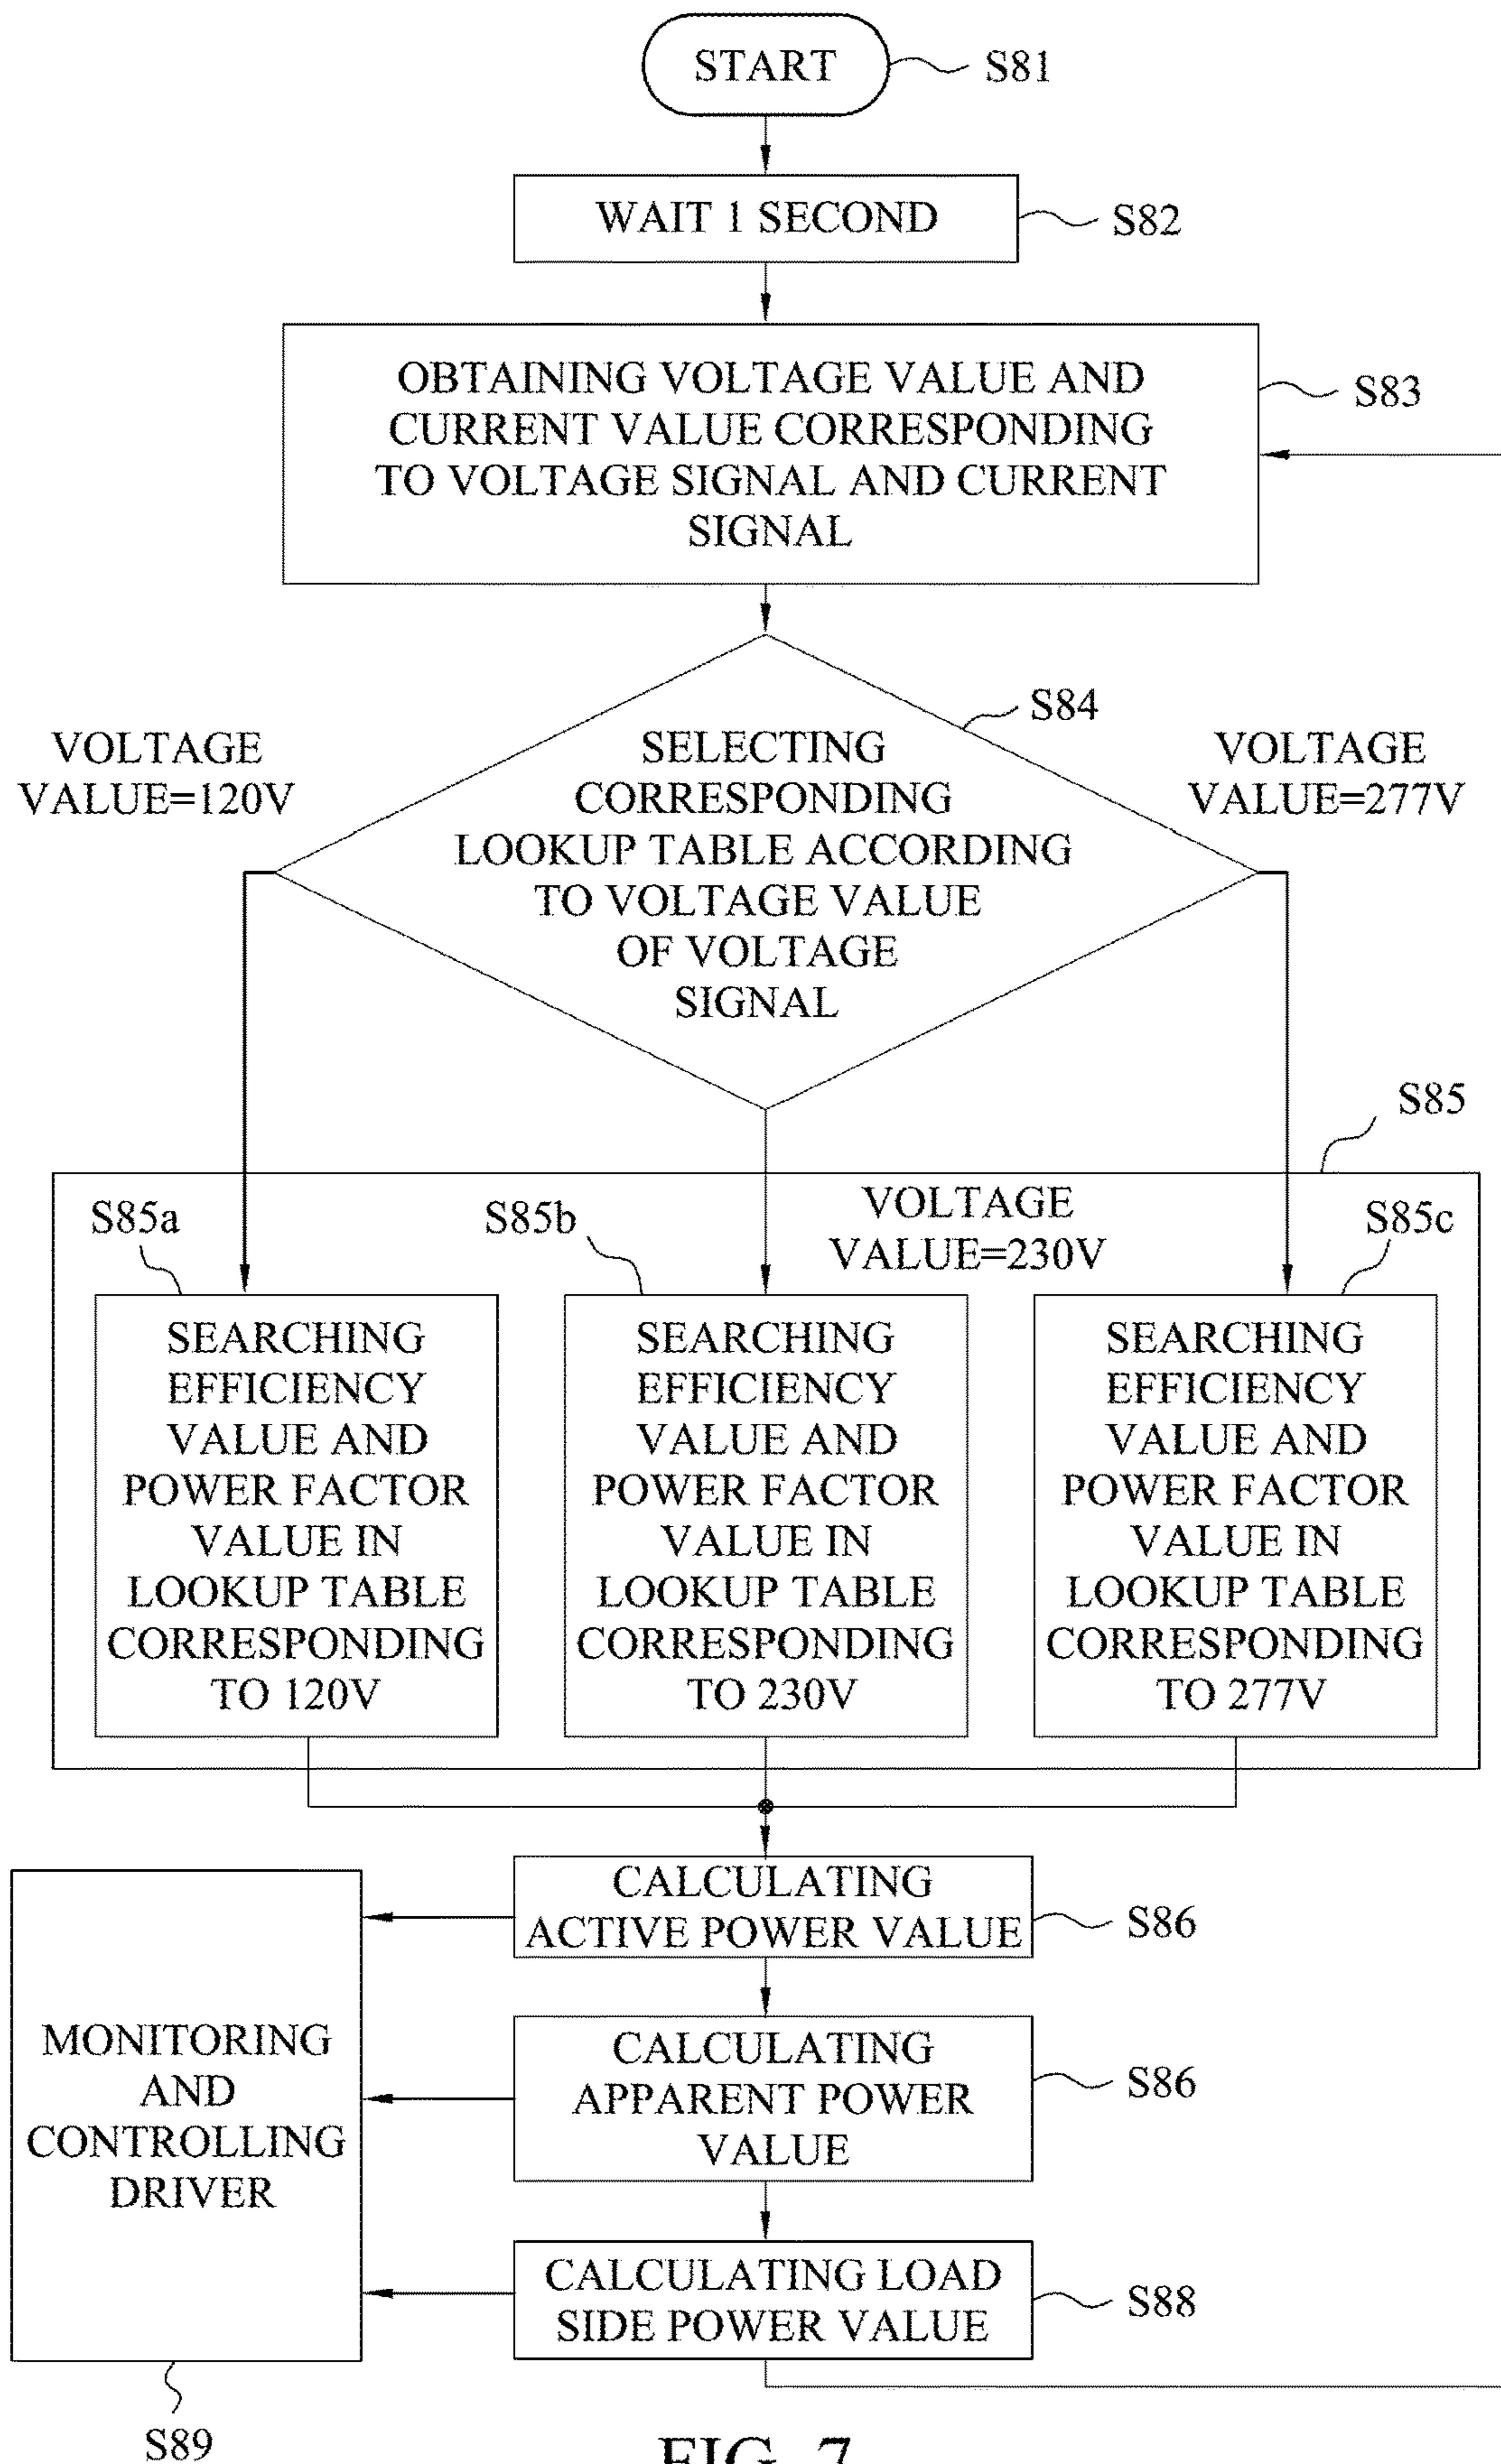 START
S81
WAIT 1 SECOND
S82
OBTAINING VOLTAGE VALUE AND
CURRENT VALUE CORRESPONDING
TO VOLTAGE SIGNAL AND CURRENT
SIGNAL
S83
S84
VOLTAGE
VALUE=120V
SELECTING
CORRESPONDING
LOOKUP TABLE ACCORDING
TO VOLTAGE VALUE
OF VOLTAGE
SIGNAL
VOLTAGE
VALUE=277V
S85
VOLTAGE
VALUE=230V
S85a
SEARCHING
EFFICIENCY
VALUE AND
POWER FACTOR
VALUE IN
LOOKUP TABLE
CORRESPONDING
TO 120V
S85b
SEARCHING
EFFICIENCY
VALUE AND
POWER FACTOR
VALUE IN
LOOKUP TABLE
CORRESPONDING
TO 230V
S85c
SEARCHING
EFFICIENCY
VALUE AND
POWER FACTOR
VALUE IN
LOOKUP TABLE
CORRESPONDING
TO 277V
CALCULATING
ACTIVE POWER VALUE
S86
CALCULATING
APPARENT POWER
VALUE
S86
CALCULATING LOAD
SIDE POWER VALUE
S88
MONITORING
AND
CONTROLLING
DRIVER
S89
FIG. 7